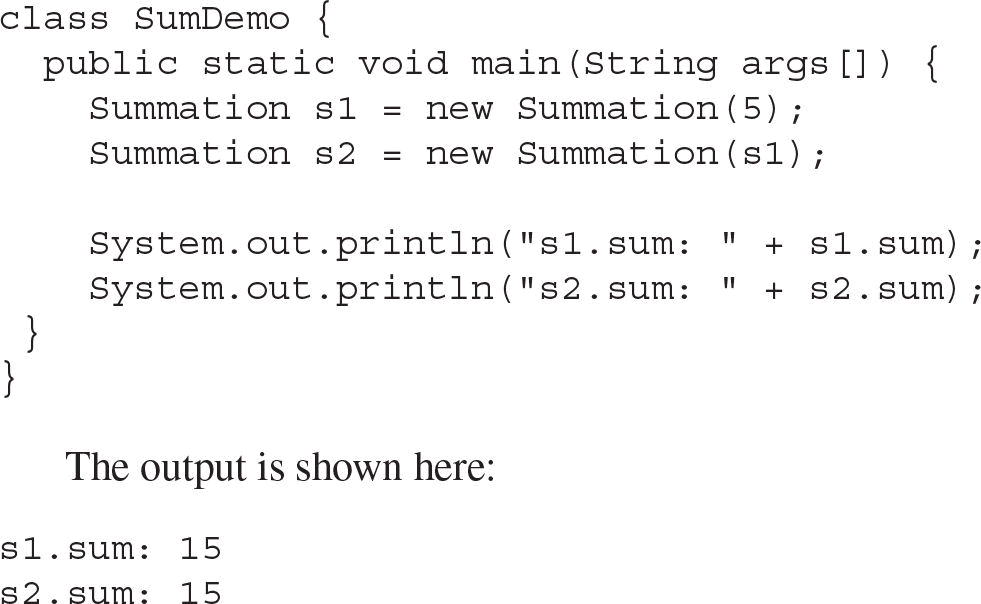 class SumDemo {
  public static void main(String args[]) {
    Summation s1 = new Summation(5);
    Summation s2 = new Summation(s1);

    System.out.println("s1.sum: " + s1.sum);
    System.out.println("s2.sum: " + s2.sum);
 }
}
The output is shown here:
s1.sum: 15
s2.sum: 15